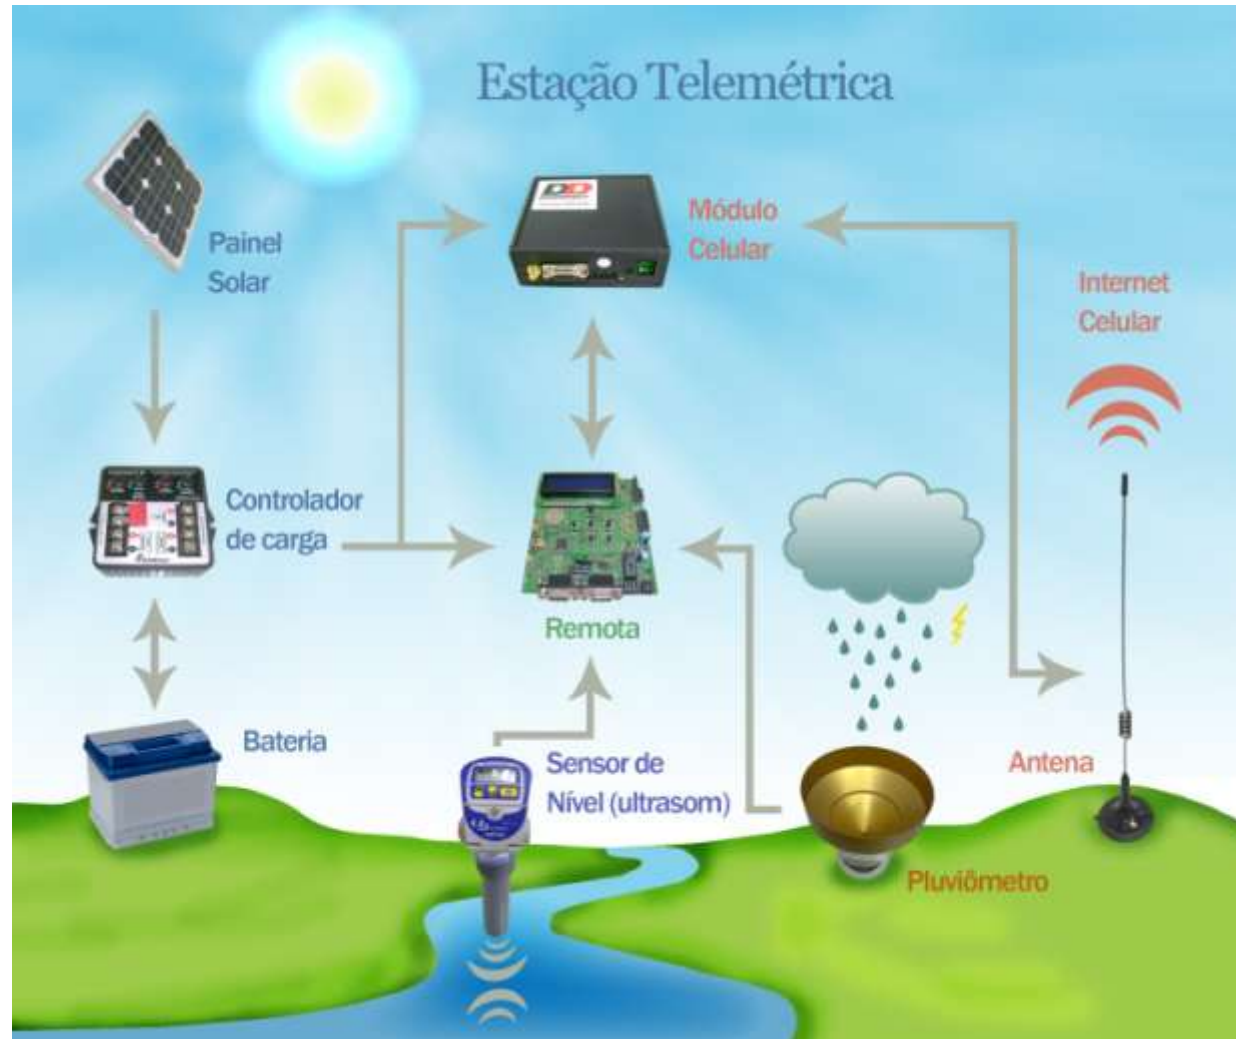 Estação Telemétrica
Painel
Solar
Módulo
Celular
Internet
Celular
Controlador
de carga
Remota
Bateria
Sensor de
Nível (ultrasom)
Antena
Pluviômetro